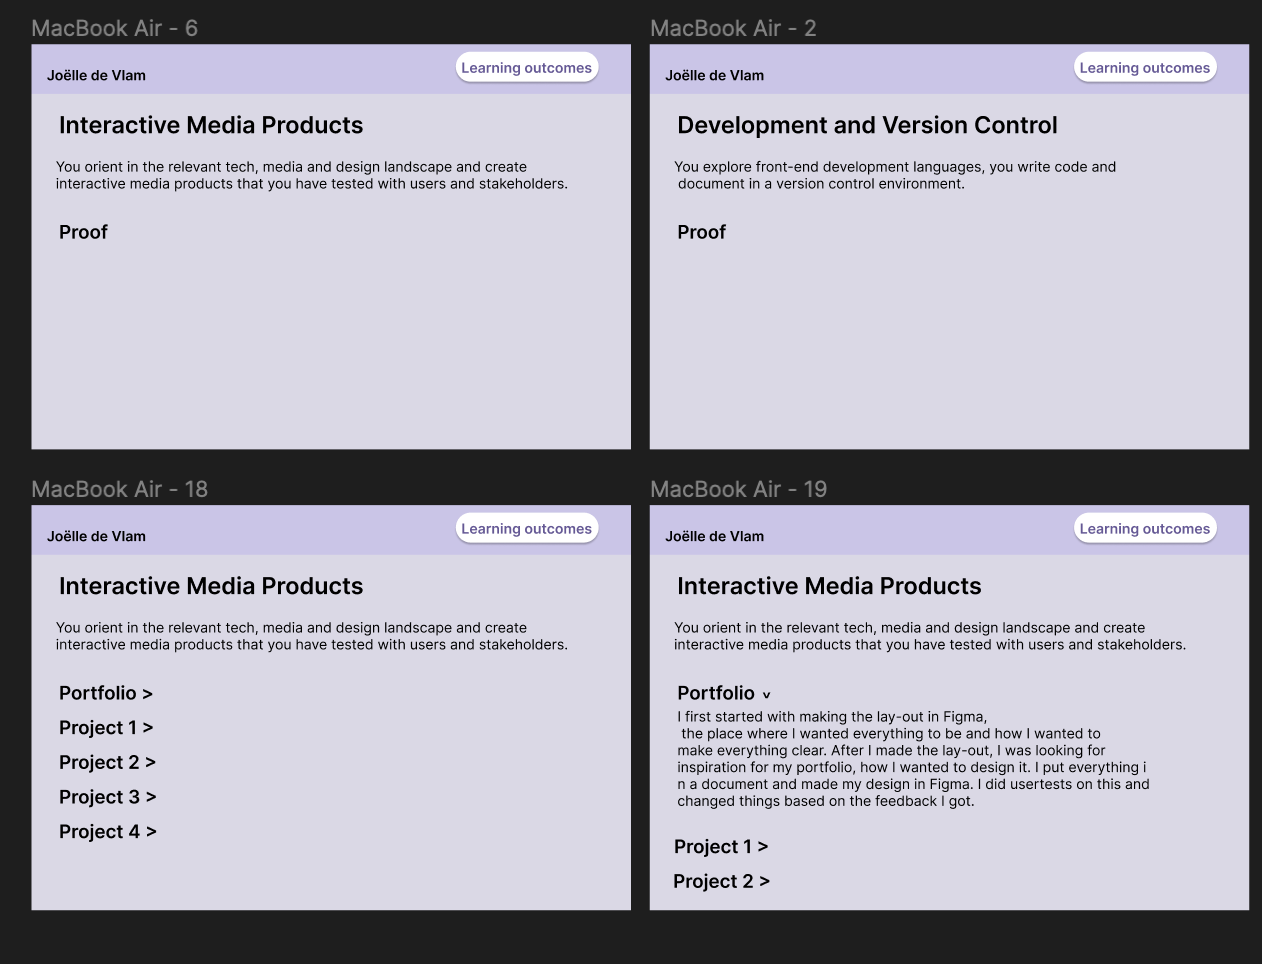 MacBook Air - 6
Joëlle de Vlam
Learning outcomes
Interactive Media Products
You orient in the relevant tech, media and design landscape and create
interactive media products that you have tested with users and stakeholders.
Proof
MacBook Air - 2
Joëlle de Vlam
Learning outcomes
Development and Version Control
You explore front-end development languages, you write code and
document in a version control environment.
Proof
MacBook Air - 18
Joëlle de Vlam
Learning outcomes
Interactive Media Products
You orient in the relevant tech, media and design landscape and create
interactive media products that you have tested with users and stakeholders.
Portfolio >
Project 1 >
Project 2 >
Project 3 >
Project 4 >
MacBook Air - 19
Joëlle de Vlam
Learning outcomes
Interactive Media Products
You orient in the relevant tech, media and design landscape and create
interactive media products that you have tested with users and stakeholders.
Portfolio v
I first started with making the lay-out in Figma,
the place where I wanted everything to be and how I wanted to
make everything clear. After I made the lay-out, I was looking for
inspiration for my portfolio, how I wanted to design it. I put everything i
n a document and made my design in Figma. I did usertests on this and
changed things based on the feedback I got.
Project 1 >
Project 2 >